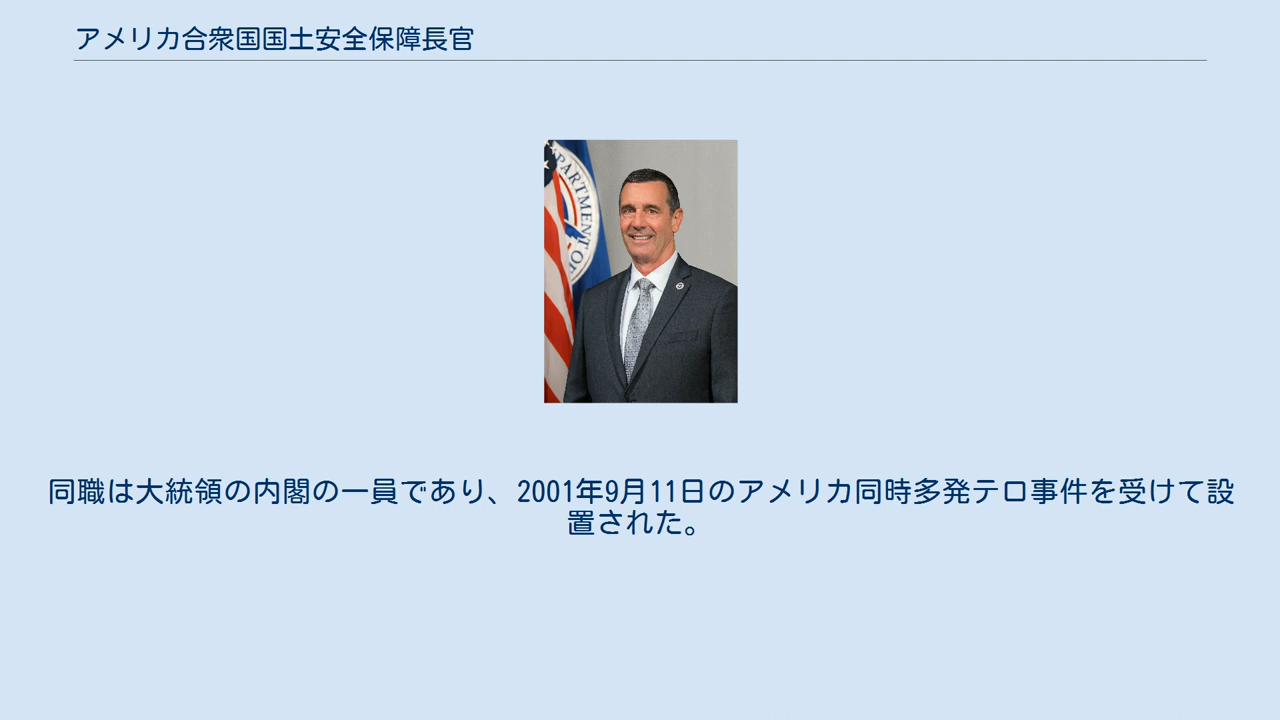 アメリカ合衆国国土安全保障長官
PARTMENT OF
同職は大統領の内閣の一員であり、2001年9月11日のアメリカ同時多発テロ事件を受けて設
置された。